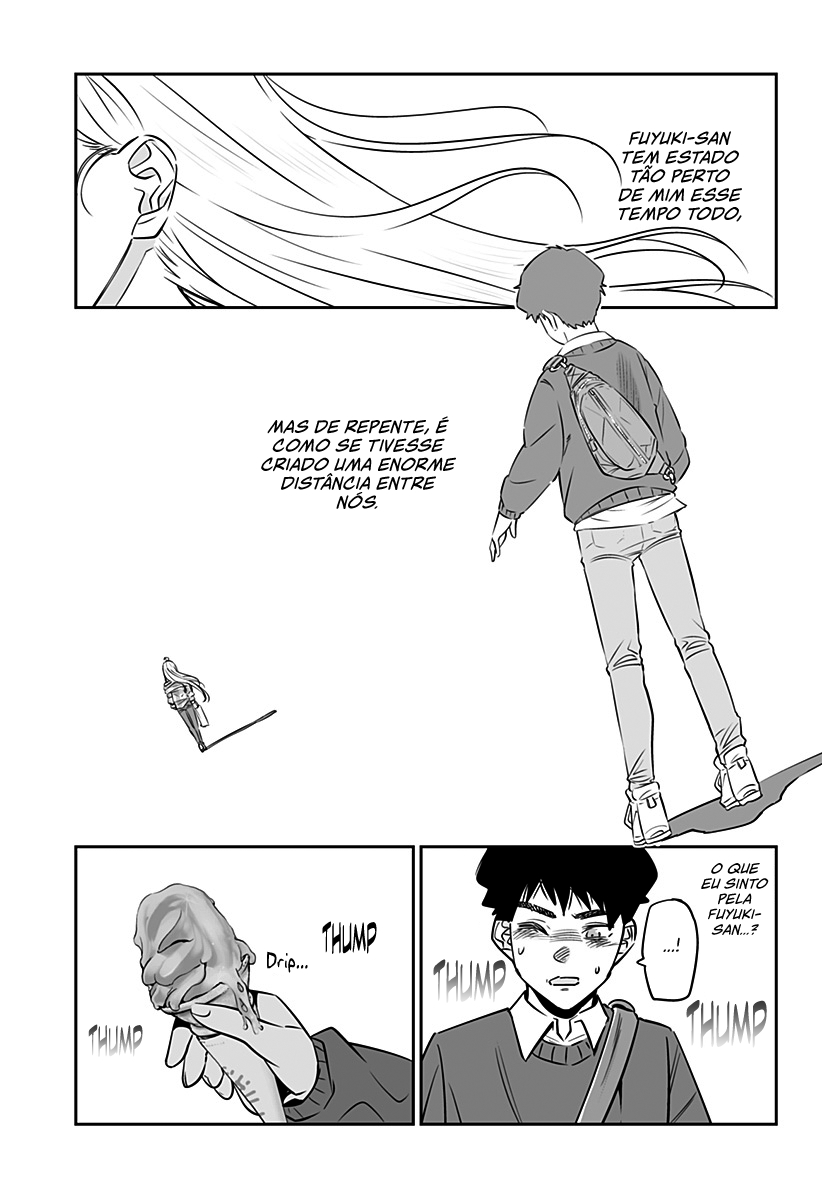 FUYUKI-SAN
TEM ESTADO
TÃO PERTO
DE MIM ESSE
TEMPO TODO,
MAS DE REPENTE, É
COMO SE TIVESSE
CRIADO UMA ENORME
DISTÂNCIA ENTRE
NÓS.
THUMP
Drip...
THUMP
O QUE
EU SINTO
PELA
FUYUKI-
SAN...?
...!
THUMP
THUMP